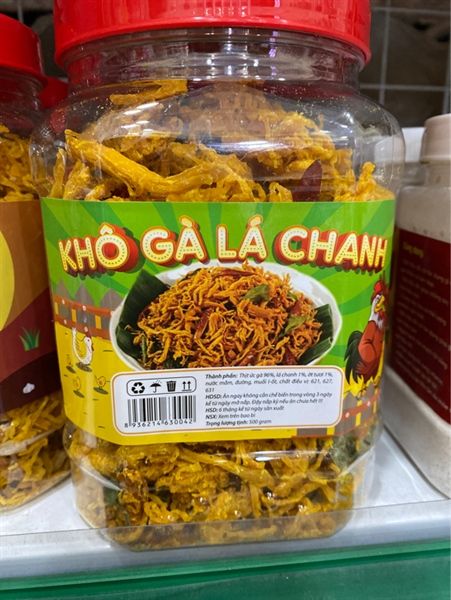 KHÔ GÀ LÁ CHANH
Thành phần: Thịt ức gà 96%, lá chanh 1%, ớt tươi 1%,
nước mắm, đường, muối I-ốt, chất điều vị: 621, 627,
631
HDSD: Ăn ngay không cần chế biến trong vòng 3 ngày
kể từ ngày mở nắp. Đậy nắp kỹ nếu ăn chưa hết !!!
HSD: 6 tháng kể từ ngày sản xuất
NSX: Xem trên bao bì
Trọng lượng tịnh: 500 gram
8 936214 630042